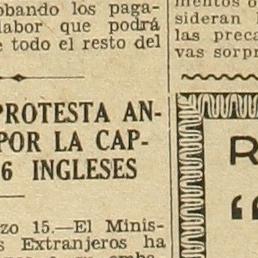 obando los paga-
labor que podrá
e todo el resto del
PROTESTA AN-
POR LA CAP-
6 INGLESES
zo 15.—El Minis-
s Extranjeros ha
sideran l
las preca
vas sorpr
R
“